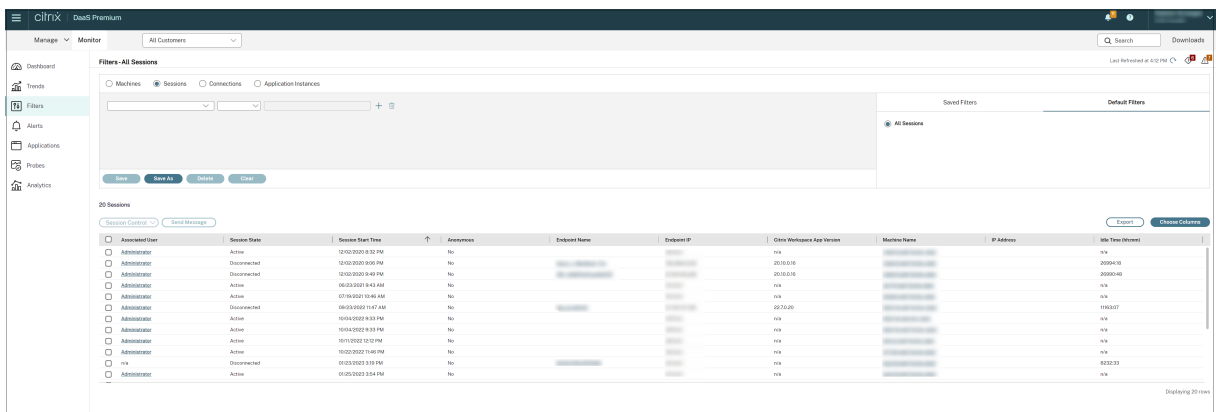 citrix | DaaS Premium
Manage Monitor All Customers Search Downloads
Dashboard
Trends
Filters
Alerts
Applications
Probes
Analytics
Filters - All Sessions Last Refreshed at 4:12 PM
Machines Sessions Connections Application Instances
Saved Filters Default Filters
All Sessions
Save Save As Delete Clear
20 Sessions
Session Control Send Message Export Choose Columns
Associated User Session State Session Start Time Anonymous Endpoint Name Endpoint IP Citrix Workspace App Version Machine Name IP Address Idle Time (hh:mm)
Administrator Active 12/02/2020 8:32 PM No n/a n/a
Administrator Disconnected 12/02/2020 9:06 PM No 20.10.0.16 26994:18
Administrator Disconnected 12/02/2020 9:49 PM No 20.10.0.16 26990:48
Administrator Active 06/23/2021 9:43 AM No n/a n/a
Administrator Active 07/19/2021 10:46 AM No n/a n/a
Administrator Disconnected 09/23/2022 11:47 AM No 22.7.0.20 11163:07
Administrator Active 10/04/2022 9:33 PM No n/a n/a
Administrator Active 10/04/2022 9:33 PM No n/a n/a
Administrator Active 10/11/2022 12:12 PM No n/a n/a
Administrator Active 10/22/2022 11:46 PM No n/a n/a
n/a Disconnected 01/23/2023 3:19 PM No n/a 8232:33
Administrator Active 01/25/2023 3:54 PM No n/a n/a
Displaying 20 rows